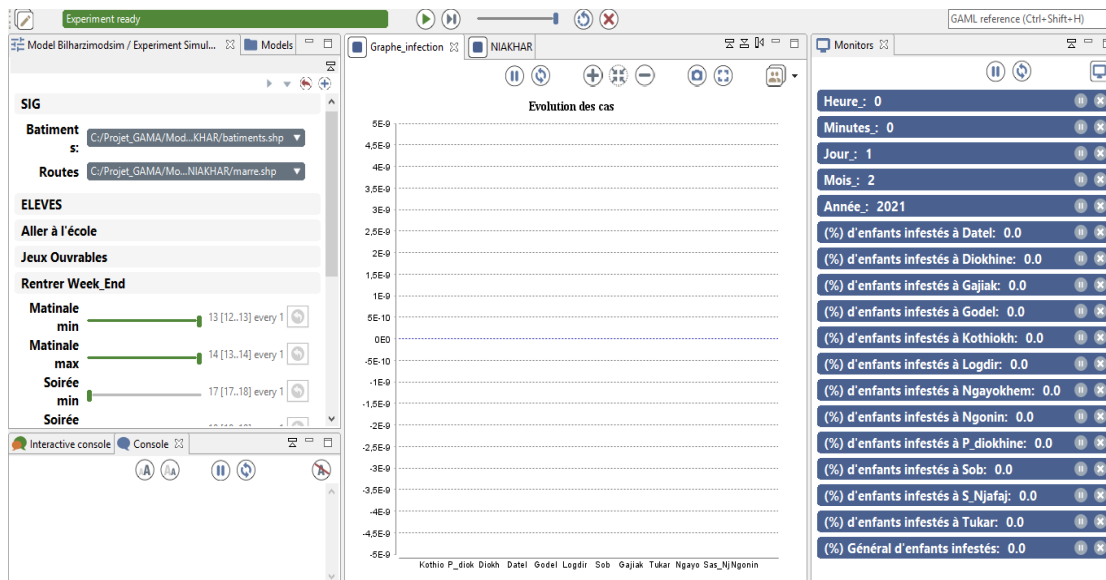 Experiment ready
GAML reference (Ctrl+Shift+H)
Model Bilharzimodsim / Experiment Simul...
Models
SIG
Batiment
s:
C:/Projet_GAMA/Mod...KHAR/batiments.shp
Routes
C:/Projet_GAMA/Mo...NIAKHAR/marre.shp
ELEVES
Aller à l'école
Jeux Ouvrables
Rentrer Week_End
Matinale
min
13 [12..13] every 1
Matinale
max
14 [13..14] every 1
Soirée
min
17 [17..18] every 1
Soirée
Interactive console
Console
A
AA
A
Graphe_infection
NIAKHAR
Evolution des cas
5E-9
4,5E-9
4E-9
3,5E-9
3E-9
2,5E-9
2E-9
1,5E-9
1E-9
5E-10
0E0
-5E-10
-1E-9
-1,5E-9
-2E-9
-2,5E-9
-3E-9
-3,5E-9
-4E-9
-4,5E-9
-5E-9
Kothio P_diok Diokh Datel Godel Logdir Sob Gajiak Tukar Ngayo Sas_Nj Ngonin
Monitors
Heure_: 0
Minutes_: 0
Jour_: 1
Mois_: 2
Année_: 2021
(%) d'enfants infestés à Datel: 0.0
(%) d'enfants infestés à Diokhine: 0.0
(%) d'enfants infestés à Gajiak: 0.0
(%) d'enfants infestés à Godel: 0.0
(%) d'enfants infestés à Kothiokh: 0.0
(%) d'enfants infestés à Logdir: 0.0
(%) d'enfants infestés à Ngayokhem: 0.0
(%) d'enfants infestés à Ngonin: 0.0
(%) d'enfants infestés à P_diokhine: 0.0
(%) d'enfants infestés à Sob: 0.0
(%) d'enfants infestés à S_Njafaj: 0.0
(%) d'enfants infestés à Tukar: 0.0
(%) Général d'enfants infestés: 0.0